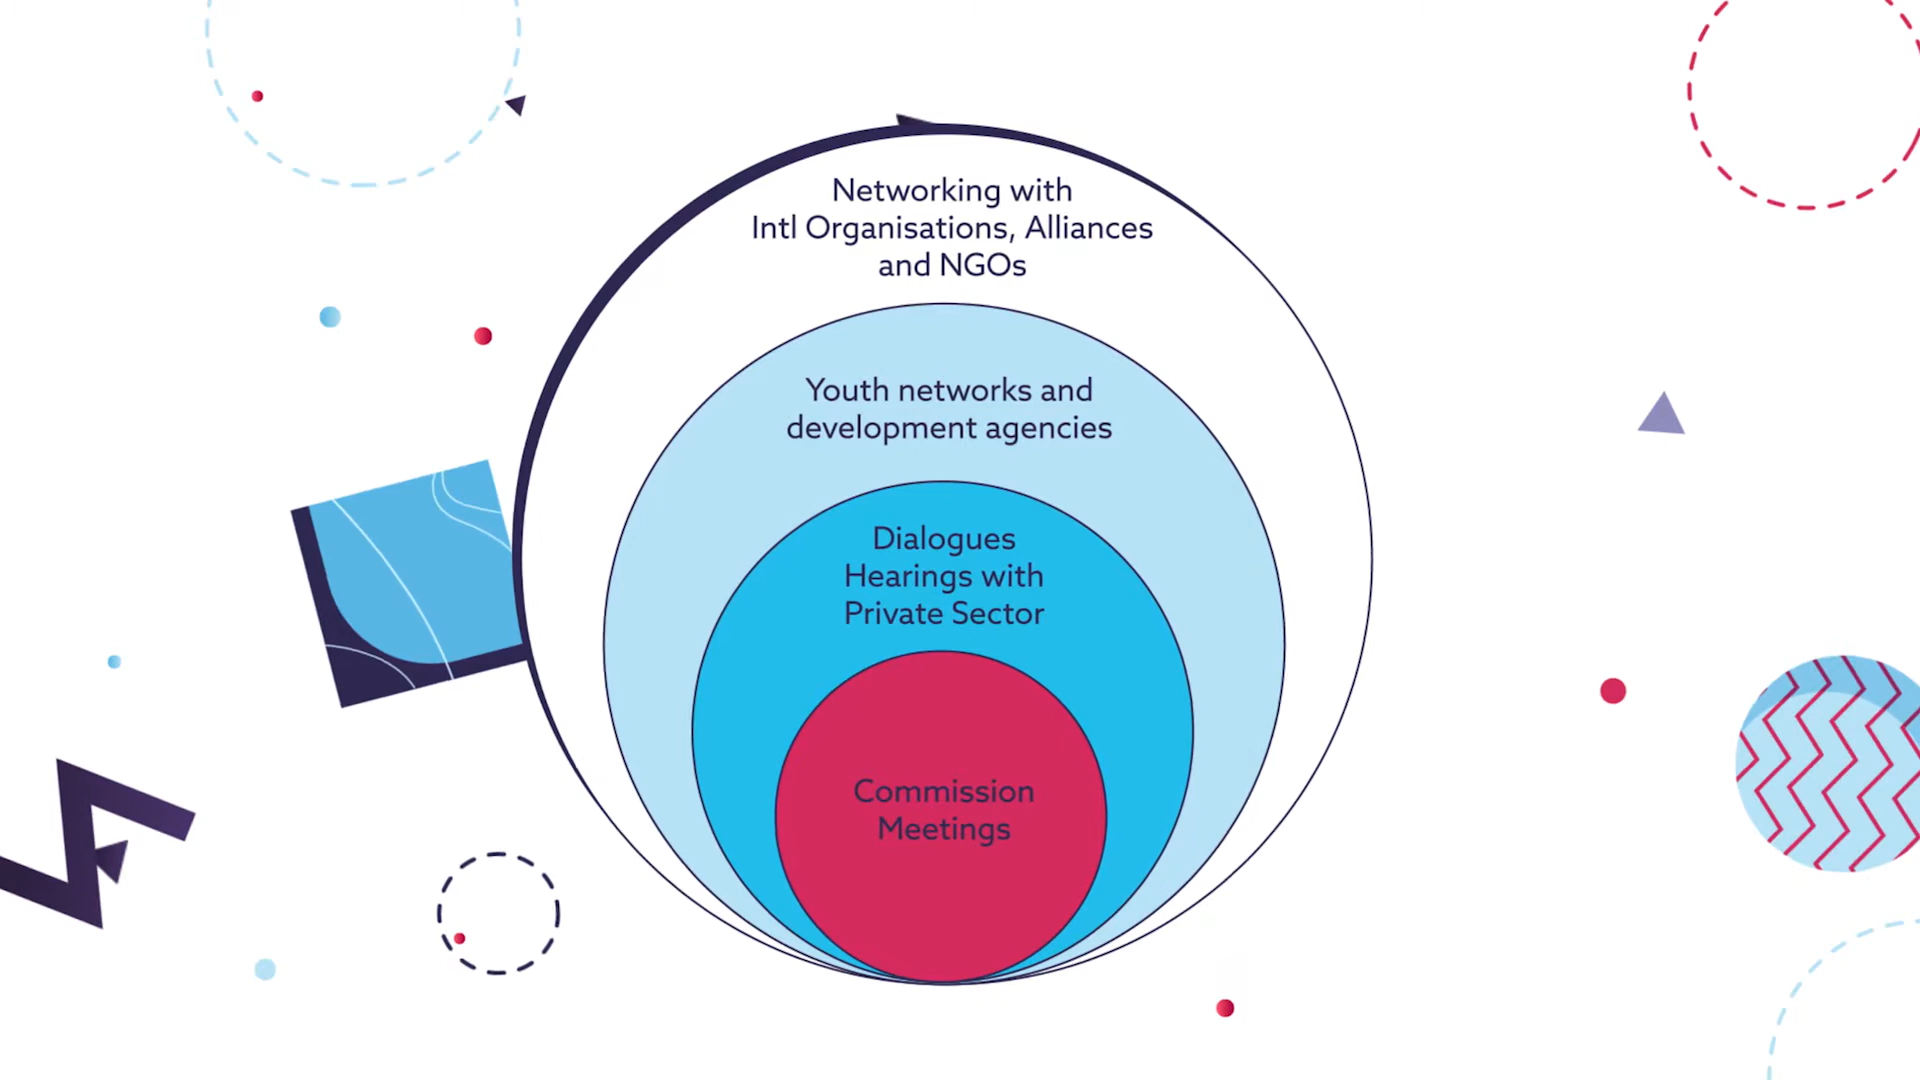 Networking with
Intl Organisations, Alliances
and NGOs
Youth networks and
development agencies
Dialogues
Hearings with
Private Sector
Commission
Meetings